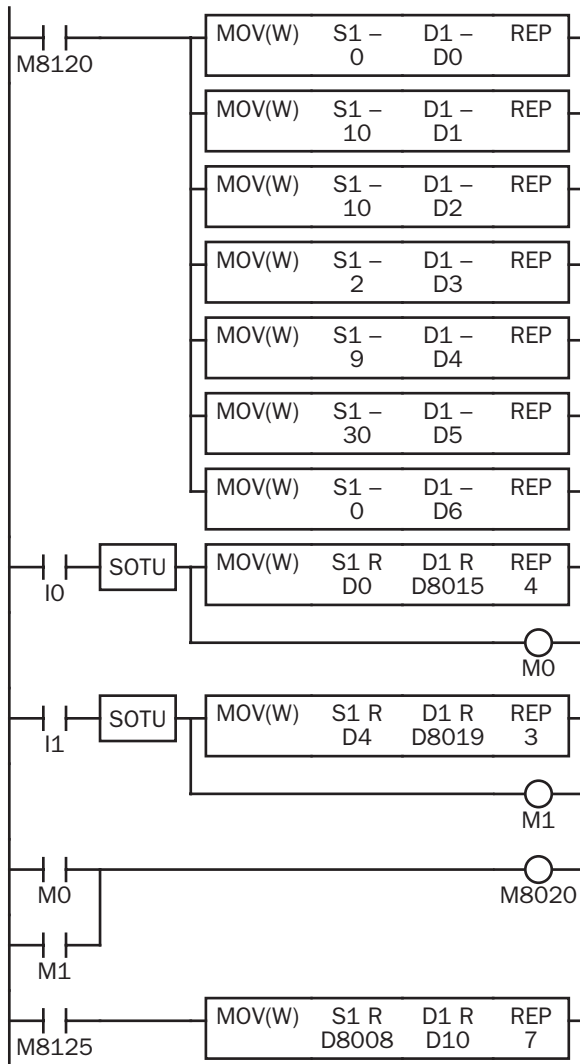 MOV(W) S1 – D1 – REP
0 D0
M8120
MOV(W) S1 – D1 – REP
10 D1
MOV(W) S1 – D1 – REP
10 D2
MOV(W) S1 – D1 – REP
2 D3
MOV(W) S1 – D1 – REP
9 D4
MOV(W) S1 – D1 – REP
30 D5
MOV(W) S1 – D1 – REP
0 D6
SOTU MOV(W) S1 R D1 R REP
I0 D0 D8015 4
M0
SOTU MOV(W) S1 R D1 R REP
I1 D4 D8019 3
M1
M0 M8020
M1
MOV(W) S1 R D1 R REP
M8125 D8008 D10 7